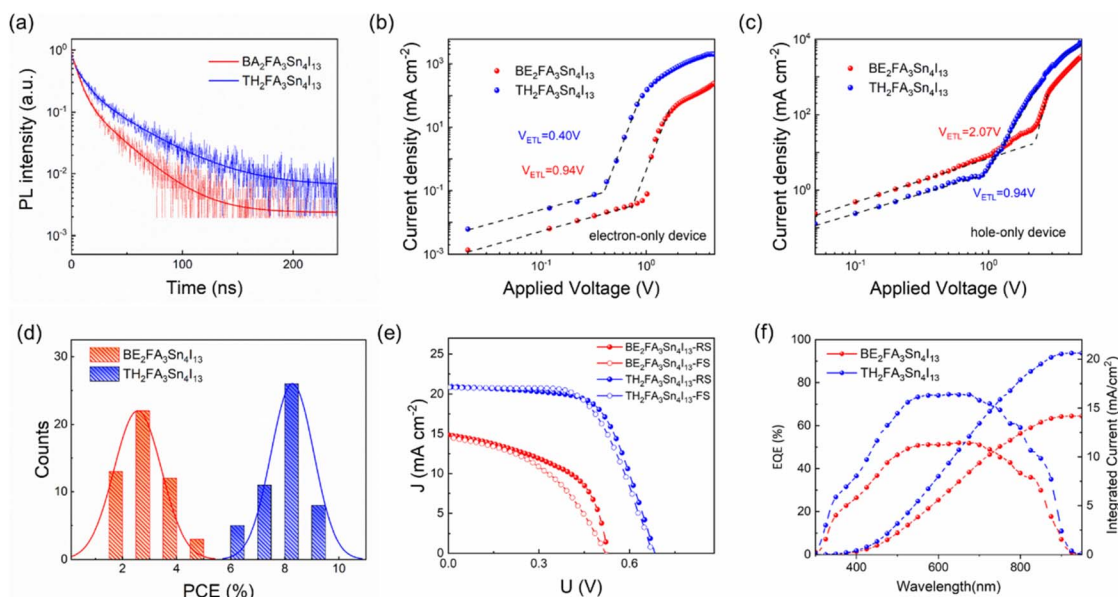 (a)
PL intensity (a.u.)
10⁰
10⁻¹
10⁻²
10⁻³
BA₂FA₃Sn₄I₁₃
TH₂FA₃Sn₄I₁₃
0 100 200
Time (ns)
(b)
Current density (mA cm⁻²)
10³
10¹
10⁻¹
10⁻³
BE₂FA₃Sn₄I₁₃
TH₂FA₃Sn₄I₁₃
V_ETL=0.40V
V_ETL=0.94V
electron-only device
10⁻¹ 10⁰
Applied Voltage (V)
(c)
Current density (mA cm⁻²)
10⁴
10²
10⁰
BE₂FA₃Sn₄I₁₃
TH₂FA₃Sn₄I₁₃
V_ETL=2.07V
V_ETL=0.94V
hole-only device
10⁻¹ 10⁰
Applied Voltage (V)
(d)
Counts
30
20
10
0
BE₂FA₃Sn₄I₁₃
TH₂FA₃Sn₄I₁₃
2 4 6 8 10
PCE (%)
(e)
J (mA cm⁻²)
25
20
15
10
5
0
BE₂FA₃Sn₄I₁₃-RS
BE₂FA₃Sn₄I₁₃-FS
TH₂FA₃Sn₄I₁₃-RS
TH₂FA₃Sn₄I₁₃-FS
0.0 0.3 0.6
U (V)
(f)
EQE (%)
100
80
60
40
20
0
BE₂FA₃Sn₄I₁₃
TH₂FA₃Sn₄I₁₃
20
15
10
5
0
Integrated Current (mA/cm²)
400 600 800
Wavelength(nm)